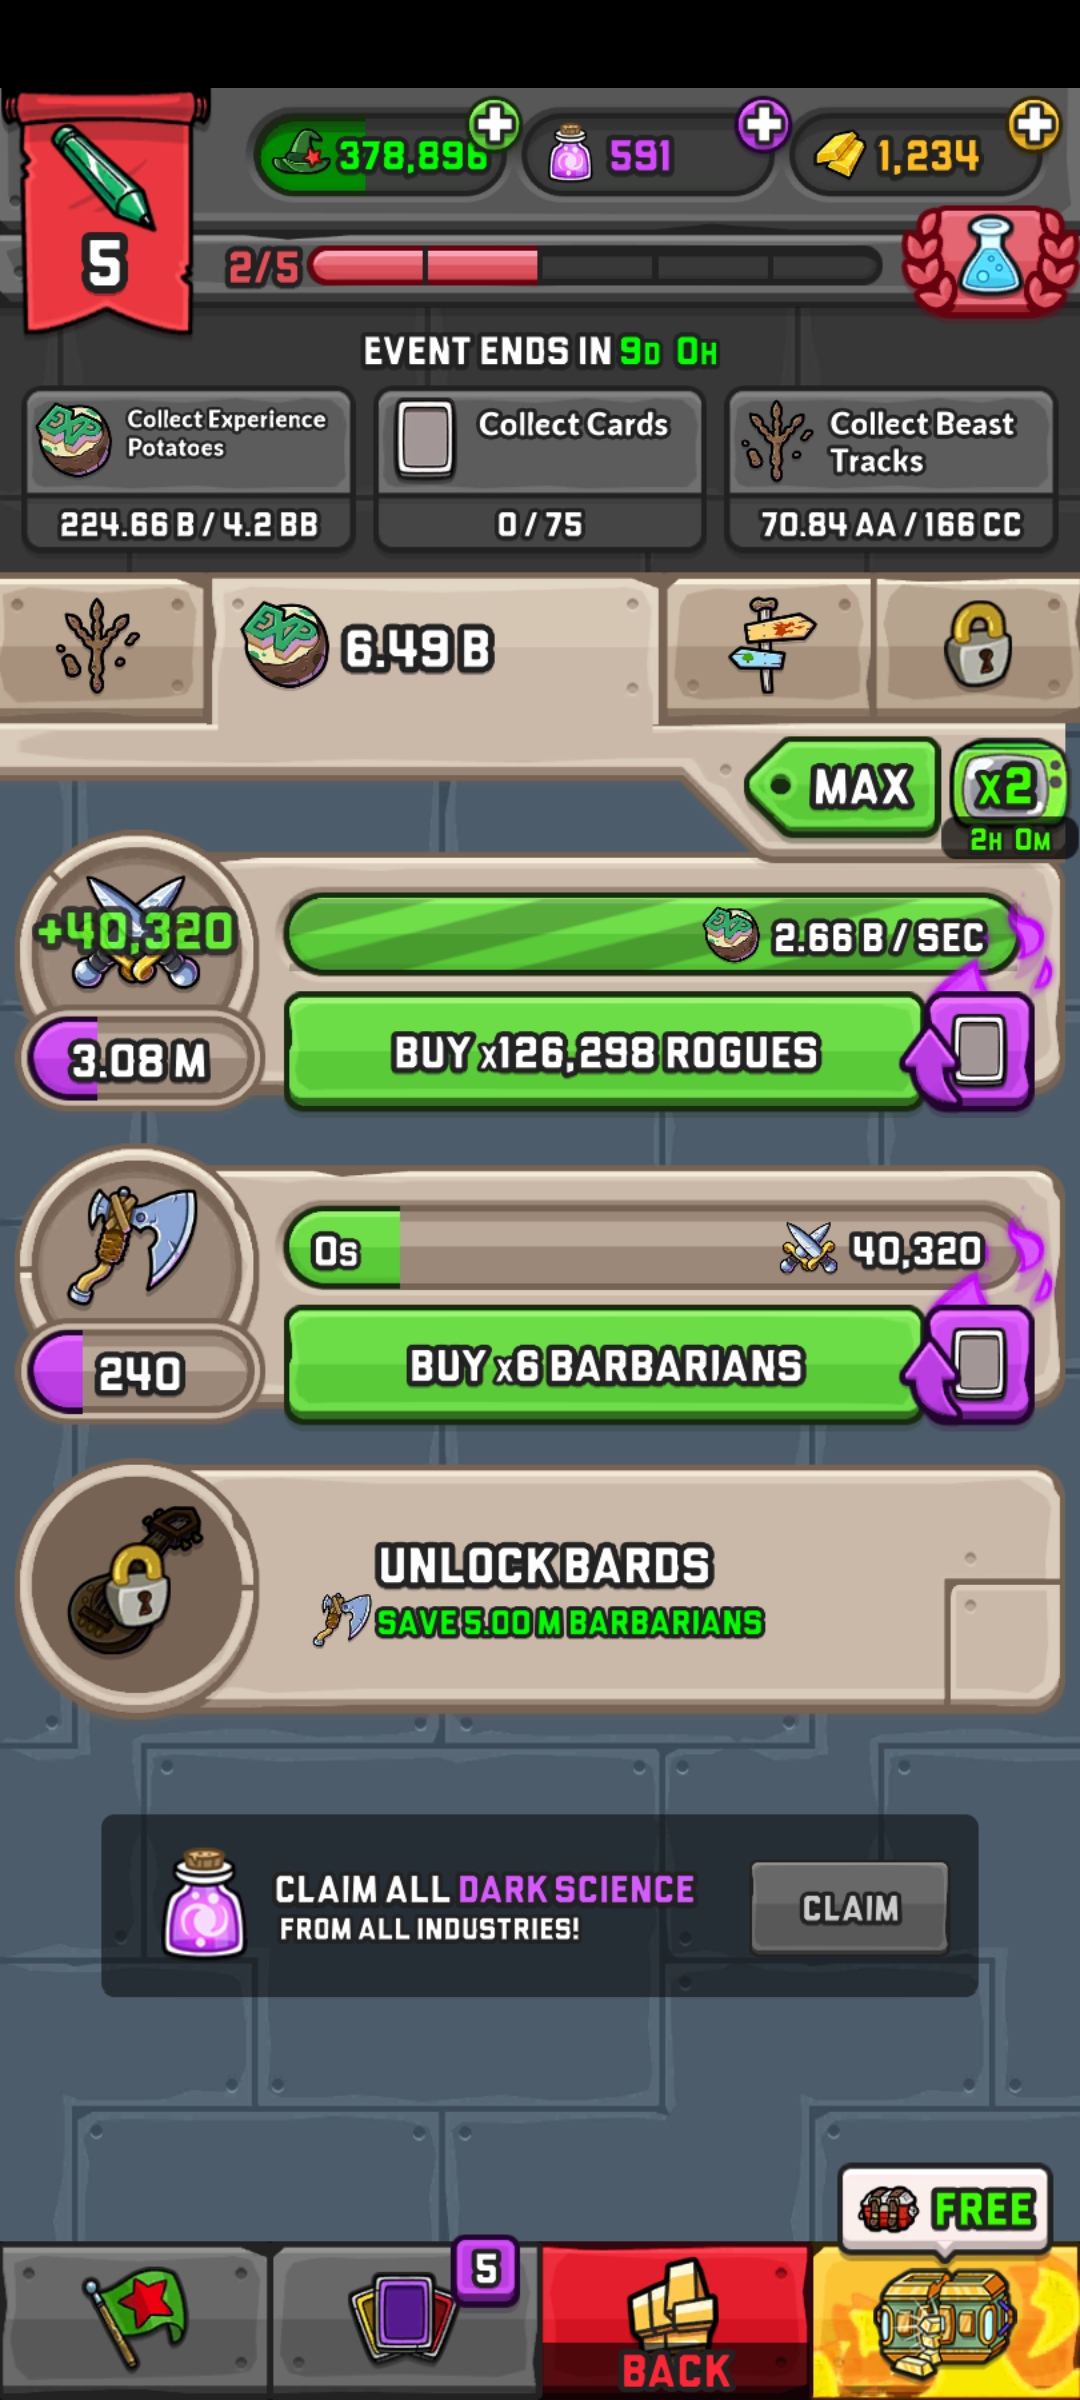 378,896
591
1,234
5
2/5
EVENT ENDS IN 9D 0H
EXP
Collect Experience
Potatoes
224.66 B / 4.2 BB
Collect Cards
0 / 75
Collect Beast
Tracks
70.84 AA / 166 CC
EXP
6.49 B
MAX
x2
2H 0M
+40,320
EXP
2.66 B / SEC
3.08 M
BUY x126,298 ROGUES
0s
40,320
240
BUY x6 BARBARIANS
UNLOCK BARDS
SAVE 5.00 M BARBARIANS
CLAIM ALL DARK SCIENCE
FROM ALL INDUSTRIES!
CLAIM
FREE
5
BACK